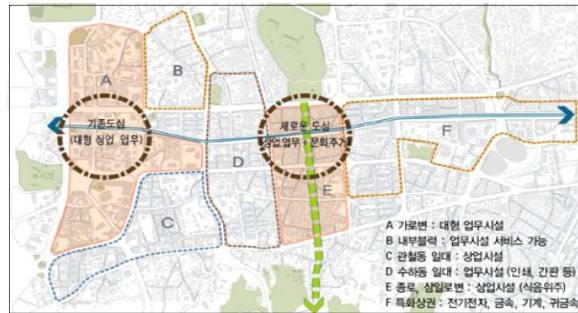 A
B
기존도심
(대형 상업, 업무)
새로운 도심
상업업무 + 문화주거
F
D
E
C
A 가로변 : 대형 업무시설
B 내부블럭 : 업무시설 서비스 기능
C 관철동 일대 : 상업시설
D 수하동 일대 : 업무시설 (인쇄, 간판 등)
E 종로, 삼일로변 : 상업시설 (식음위주)
F 특화상권 : 전기전자, 금속, 기계, 귀금속